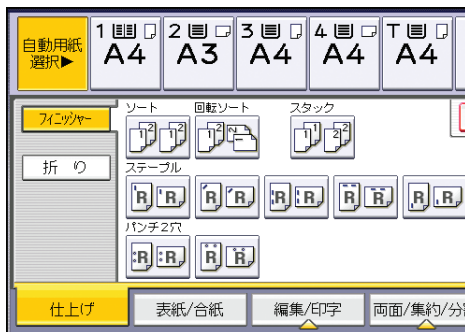 自動用紙
選択▶
1 A4
2 A3
3 A4
4 A4
T A4
フィニッシャー
折り
ソート 回転ソート スタック
ステープル
パンチ2穴
仕上げ 表紙/合紙 編集/印字 両面/集約/分